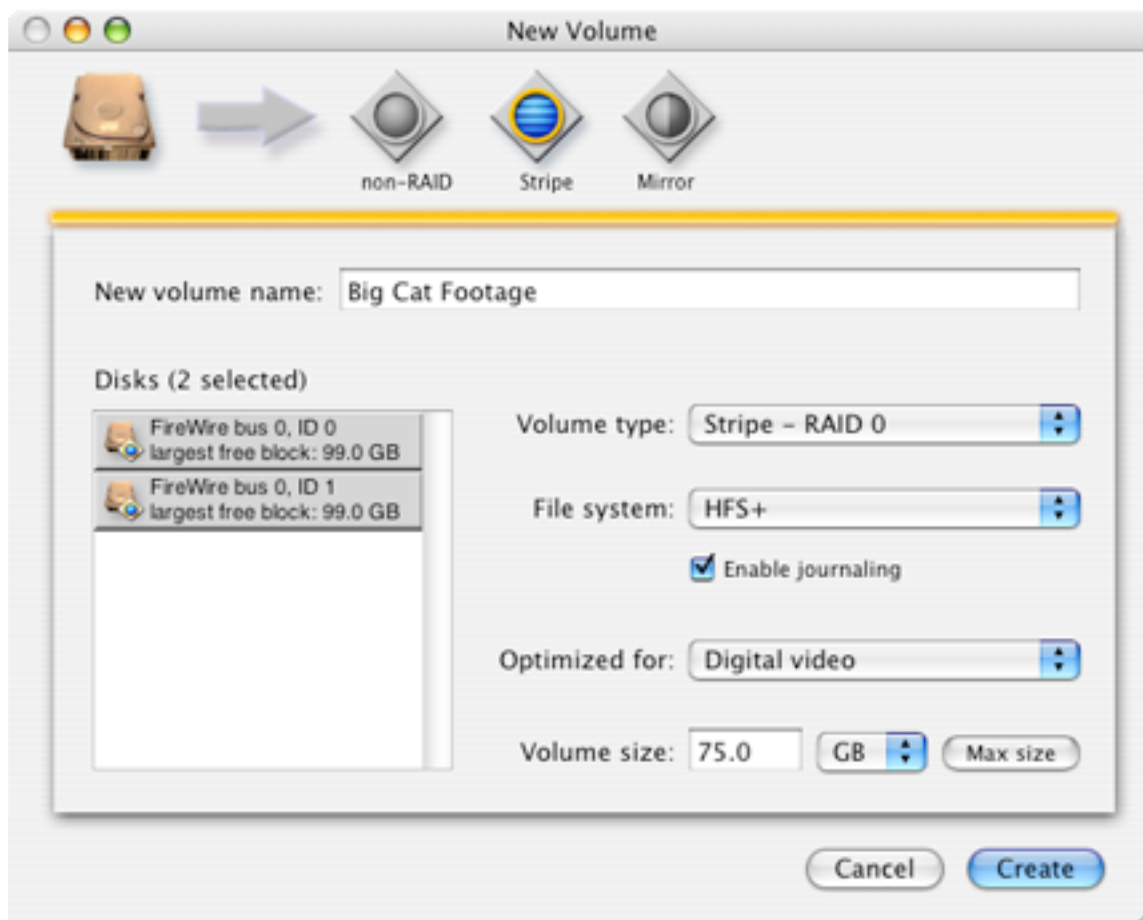 New Volume
non-RAID
Stripe
Mirror
New volume name: Big Cat Footage
Disks (2 selected)
FireWire bus 0, ID 0
largest free block: 99.0 GB
FireWire bus 0, ID 1
largest free block: 99.0 GB
Volume type: Stripe – RAID 0
File system: HFS+
Enable journaling
Optimized for: Digital video
Volume size: 75.0 GB Max size
Cancel Create